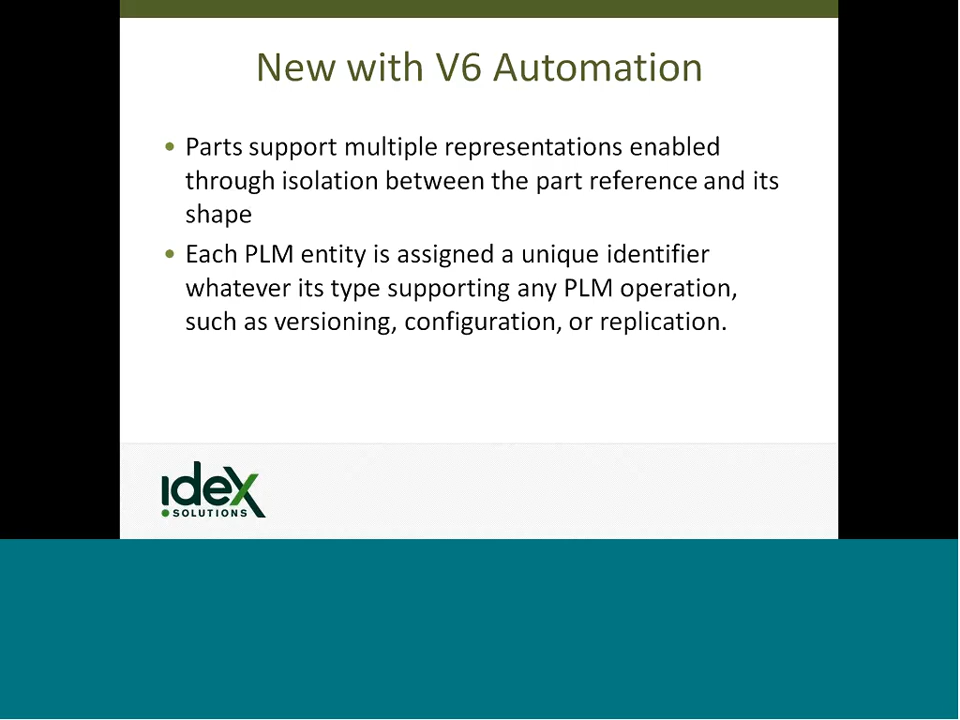 New with V6 Automation
• Parts support multiple representations enabled
through isolation between the part reference and its
shape
• Each PLM entity is assigned a unique identifier
whatever its type supporting any PLM operation,
such as versioning, configuration, or replication.
ideX
SOLUTIONS